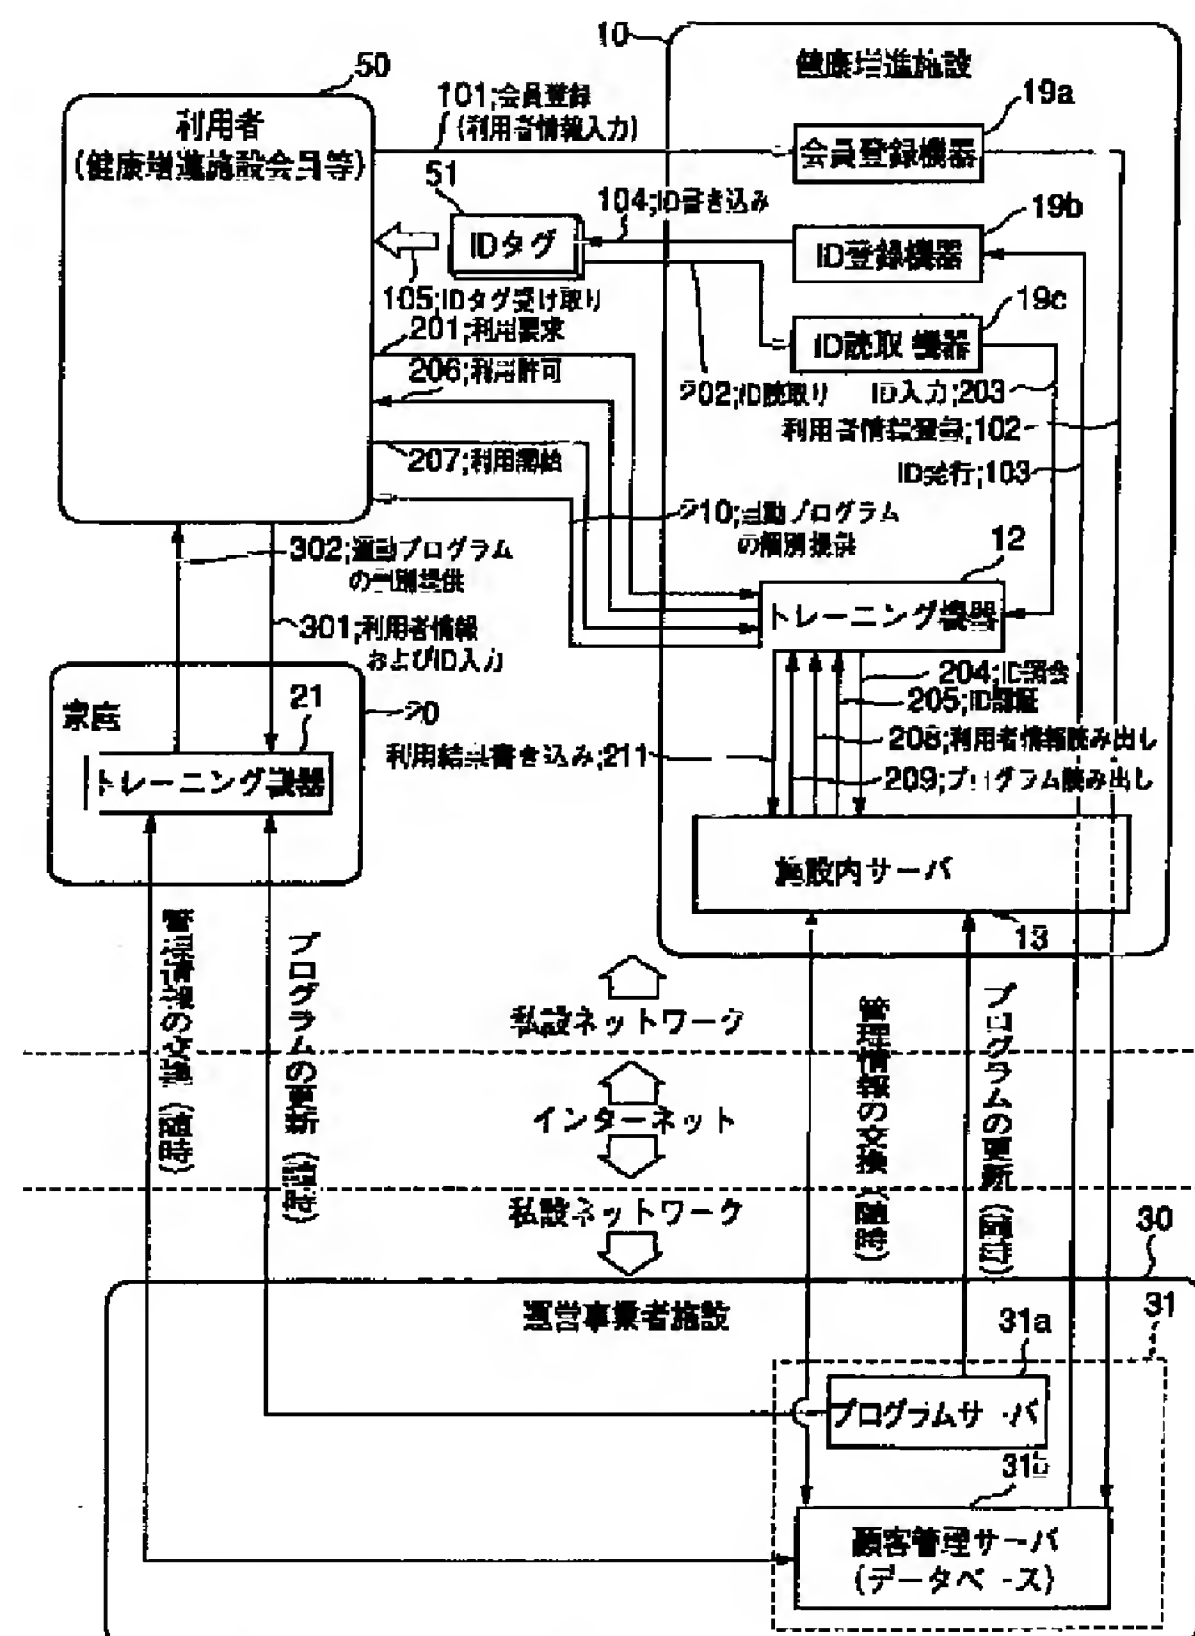 10
健康増進施設
50
利用者
(健康増進施設会員等)
101;会員登録
(利用者情報入力)
19a
会員登録機器
51
IDタグ
104;ID書き込み
19b
ID登録機器
105;IDタグ受け取り
19c
ID読取機器
201;利用要求
206;利用許可
202;ID読取り
ID入力;203
利用者情報登録;102
207;利用開始
ID発行;103
210;運動プログラム
の個別提供
12
トレーニング機器
302;運動プログラム
の個別提供
301;利用者情報
およびID入力
204;ID照会
205;ID認証
208;利用者情報読み出し
209;プログラム読み出し
利用結果書き込み;211
家庭
21
20
トレーニング機器
施設内サーバ
13
管理情報の交換(随時)
プログラムの更新(随時)
私設ネットワーク
インターネット
私設ネットワーク
管理情報の交換(随時)
プログラムの更新(随時)
30
運営事業者施設
31
31a
プログラムサーバ
31b
顧客管理サーバ
(データベース)